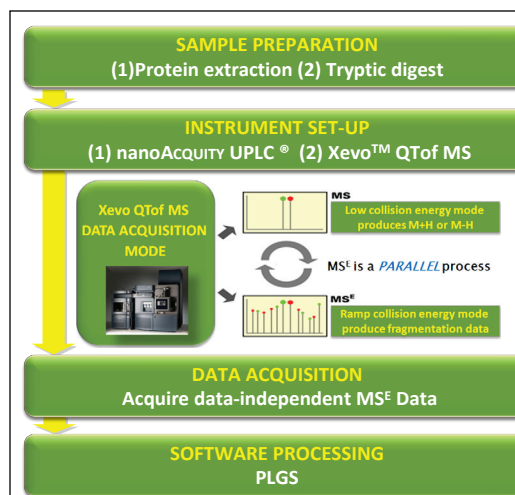 SAMPLE PREPARATION
(1)Protein extraction (2) Tryptic digest
INSTRUMENT SET-UP
(1) nanoACQUITY UPLC ® (2) Xevo™ QTof MS
Xevo QTof MS
DATA ACQUISITION
MODE
MS
Low collision energy mode
produces M+H or M-H
MSᴱ is a PARALLEL process
MSᴱ
Ramp collision energy mode
produce fragmentation data
DATA ACQUISITION
Acquire data-independent MSᴱ Data
SOFTWARE PROCESSING
PLGS